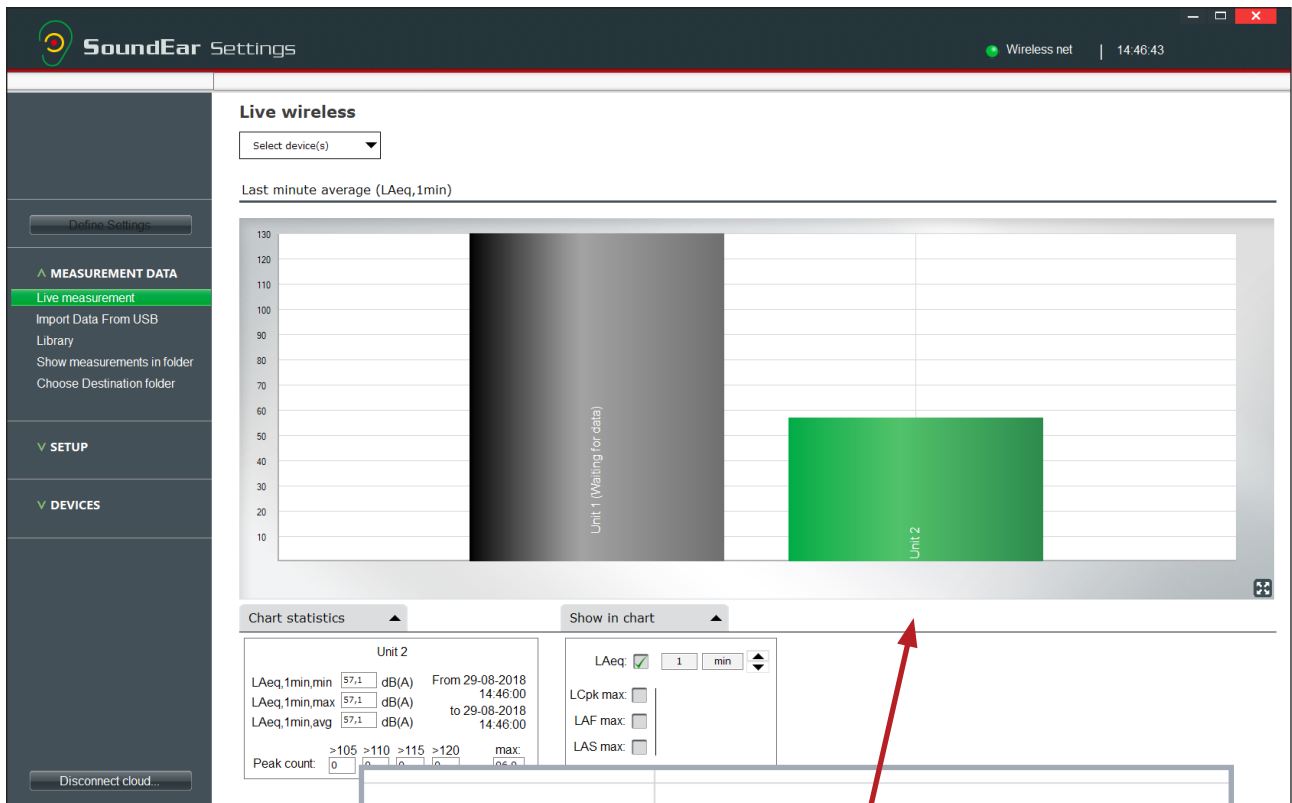 SoundEar Settings
Wireless net | 14:46:43
Live wireless
Select device(s)
Last minute average (LAeq,1min)
Define Settings
MEASUREMENT DATA
Live measurement
Import Data From USB
Library
Show measurements in folder
Choose Destination folder
SETUP
DEVICES
Disconnect cloud...
130
120
110
100
90
80
70
60
50
40
30
20
10
Unit 1 (Waiting for data)
Unit 2
Chart statistics
Unit 2
LAeq,1min,min 57,1 dB(A) From 29-08-2018
14:46:00
LAeq,1min,max 57,1 dB(A)
to 29-08-2018
LAeq,1min,avg 57,1 dB(A) 14:46:00
>105 >110 >115 >120 max:
Peak count: 0
Show in chart
LAeq: 1 min
LCpk max:
LAF max:
LAS max: